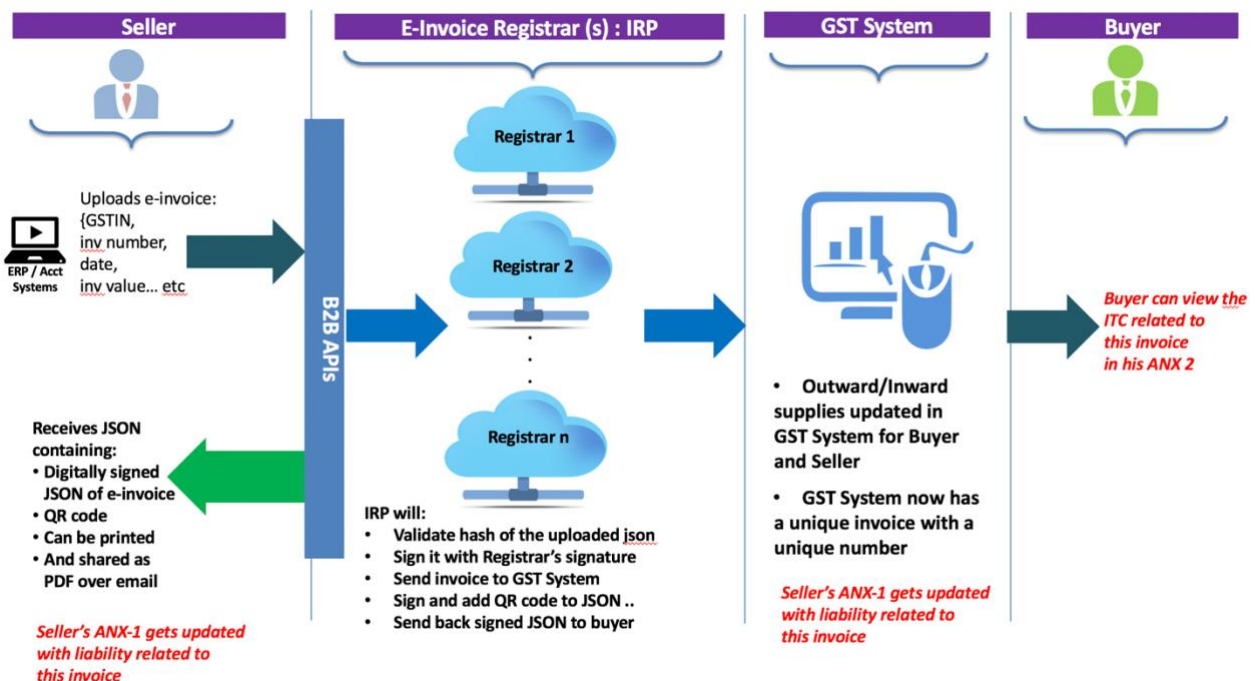 Seller
E-Invoice Registrar (s) : IRP
GST System
Buyer
Uploads e-invoice:
{GSTIN,
inv number,
date,
inv value... etc
ERP / Acct
Systems
Receives JSON
containing:
• Digitally signed
JSON of e-invoice
• QR code
• Can be printed
• And shared as
PDF over email
Seller's ANX-1 gets updated
with liability related to
this invoice
B2B APIs
Registrar 1
Registrar 2
Registrar n
IRP will:
• Validate hash of the uploaded json
• Sign it with Registrar's signature
• Send invoice to GST System
• Sign and add QR code to JSON ..
• Send back signed JSON to buyer
• Outward/Inward
supplies updated in
GST System for Buyer
and Seller
• GST System now has
a unique invoice with a
unique number
Seller's ANX-1 gets updated
with liability related to
this invoice
Buyer can view the
ITC related to
this invoice
in his ANX 2